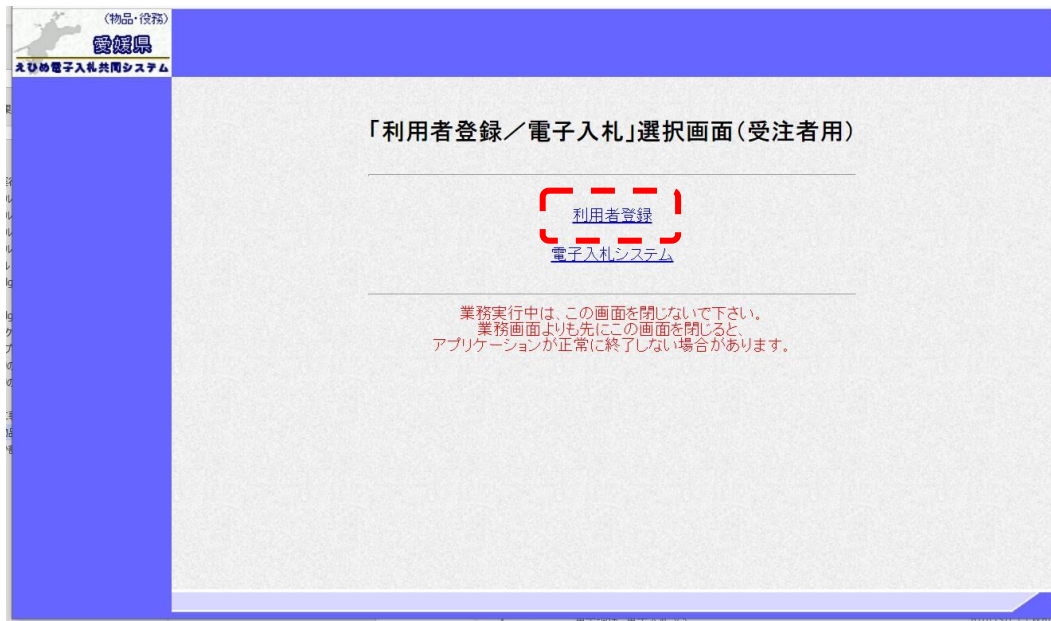 (物品・役務)
愛媛県
えひめ電子入札共同システム
「利用者登録／電子入札」選択画面(受注者用)
利用者登録
電子入札システム
業務実行中は、この画面を閉じないで下さい。
業務画面よりも先にこの画面を閉じると、
アプリケーションが正常に終了しない場合があります。